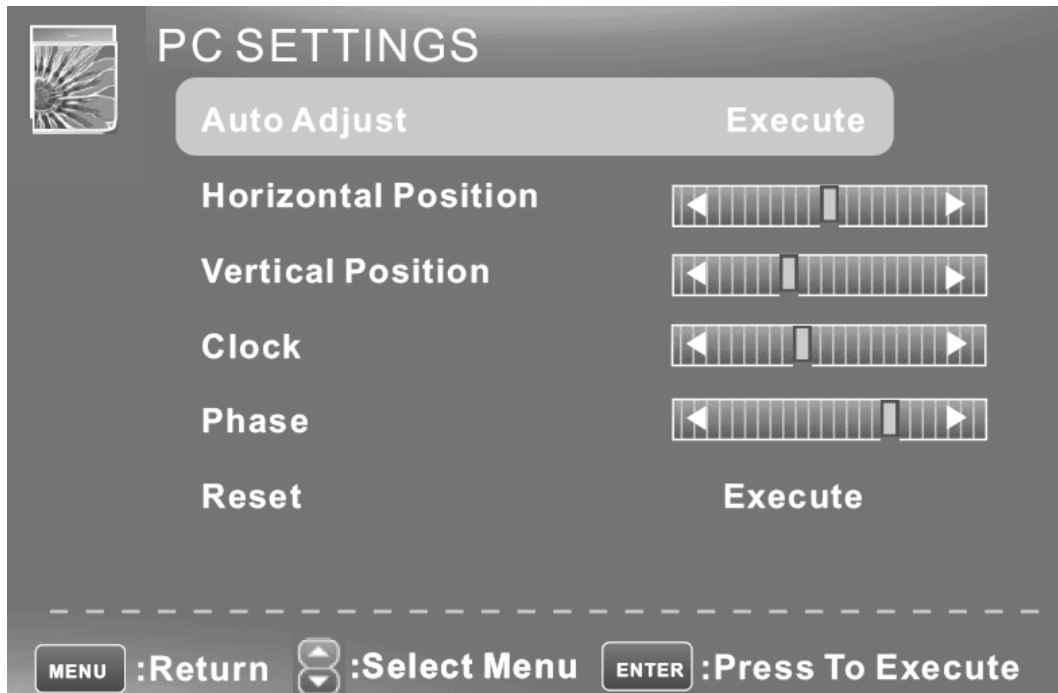 PC SETTINGS
Auto Adjust Execute
Horizontal Position
Vertical Position
Clock
Phase
Reset Execute
MENU :Return :Select Menu ENTER :Press To Execute